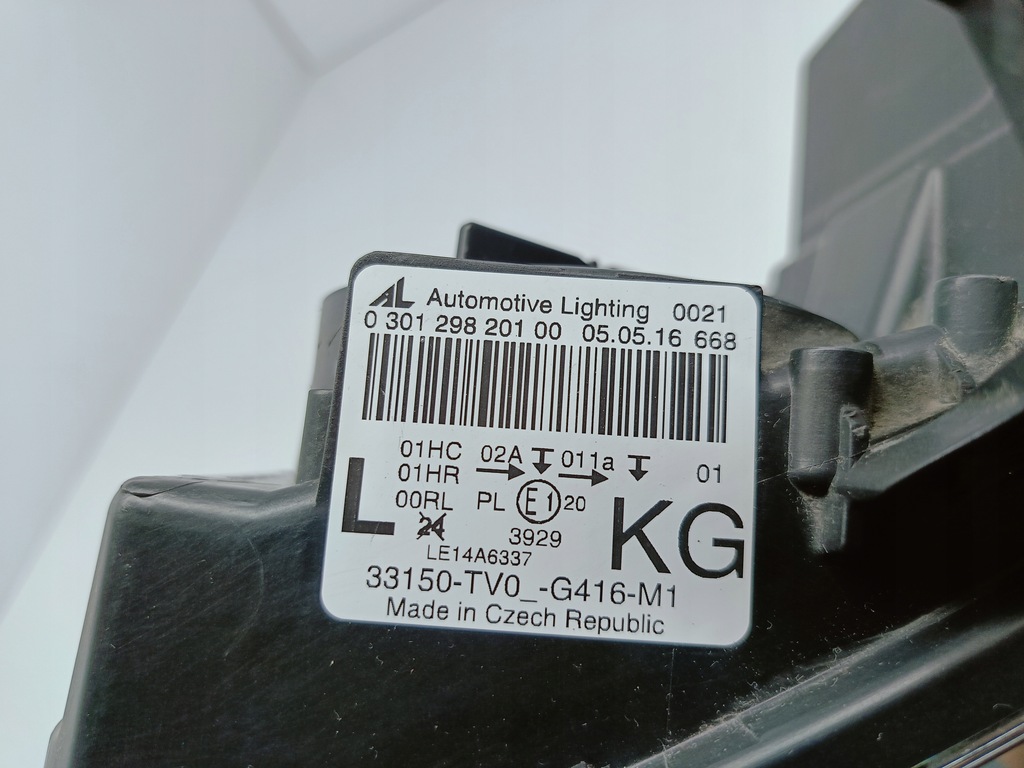 AL Automotive Lighting 0021
0 301 298 201 00 05.05.16 668
01HC 02A 011a 01
01HR
L 00RL PL E1 20 KG
24 3929
LE14A6337
33150-TV0_-G416-M1
Made in Czech Republic